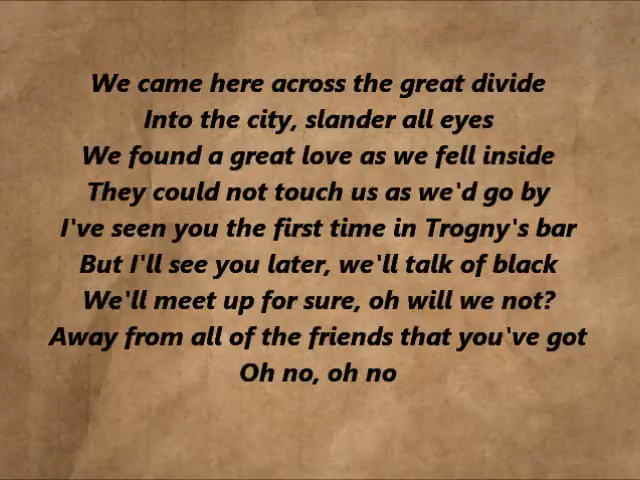 We came here across the great divide
Into the city, slander all eyes
We found a great love as we fell inside
They could not touch us as we'd go by
I've seen you the first time in Trogny's bar
But I'll see you later, we'll talk of black
We'll meet up for sure, oh will we not?
Away from all of the friends that you've got
Oh no, oh no